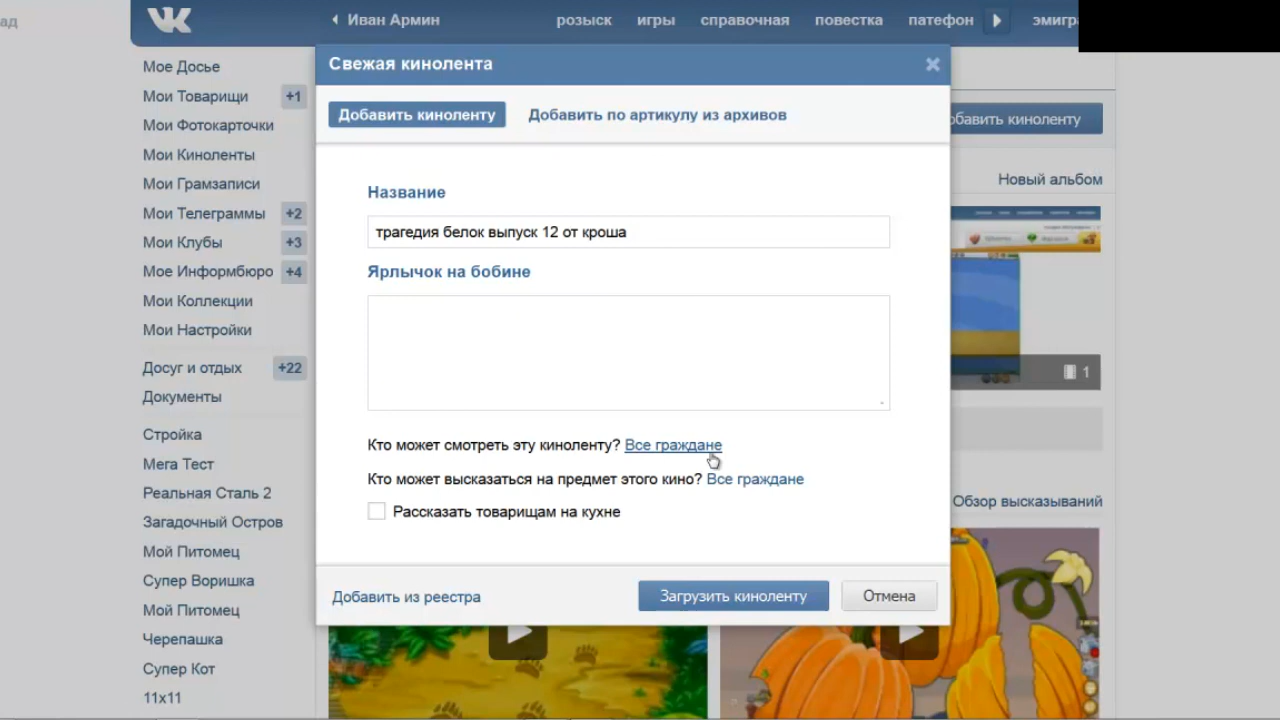 ад
Иван Армин
розыск игры справочная повестка патефон эмигр
Мое Досье
Мои Товарищи +1
Мои Фотокарточки
Мои Киноленты
Мои Грамзаписи
Мои Телеграммы +2
Мои Клубы +3
Мое Информбюро +4
Мои Коллекции
Мои Настройки
Досуг и отдых +22
Документы
Стройка
Мега Тест
Реальная Сталь 2
Загадочный Остров
Мой Питомец
Супер Воришка
Мой Питомец
Черепашка
Супер Кот
11х11
Свежая кинолента
Добавить киноленту Добавить по артикулу из архивов
Название
трагедия белок выпуск 12 от кроша
Ярлычок на бобине
Кто может смотреть эту киноленту? Все граждане
Кто может высказаться на предмет этого кино? Все граждане
Рассказать товарищам на кухне
Добавить из реестра Загрузить киноленту Отмена
обавить киноленту
Новый альбом
1
Обзор высказываний